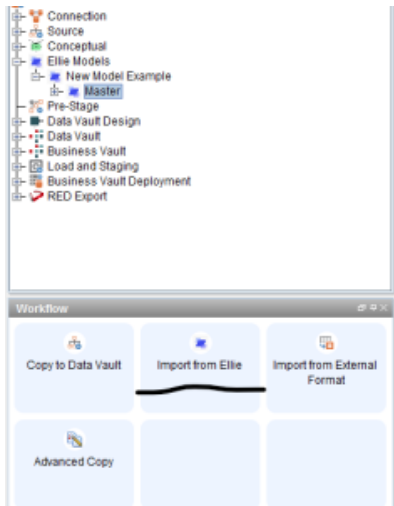 Connection
Source
Conceptual
Ellie Models
New Model Example
Master
Pre-Stage
Data Vault Design
Data Vault
Business Vault
Load and Staging
Business Vault Deployment
RED Export
Workflow
Copy to Data Vault
Import from Ellie
Import from External
Format
Advanced Copy